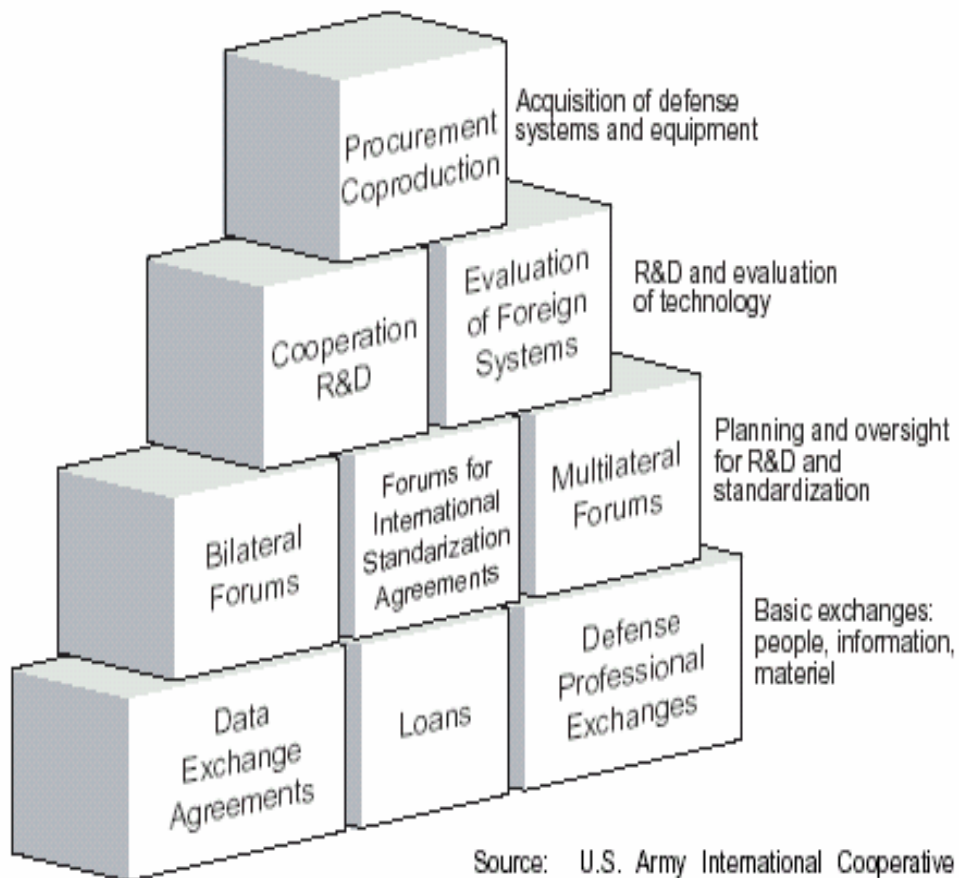 Procurement
Coproduction
Acquisition of defense
systems and equipment
Cooperation
R&D
Evaluation
of Foreign
Systems
R&D and evaluation
of technology
Bilateral
Forums
Forums for
International
Standarization
Agreements
Multilateral
Forums
Planning and oversight
for R&D and
standardization
Data
Exchange
Agreements
Loans
Defense
Professional
Exchanges
Basic exchanges:
people, information,
materiel
Source: U.S. Army International Cooperative